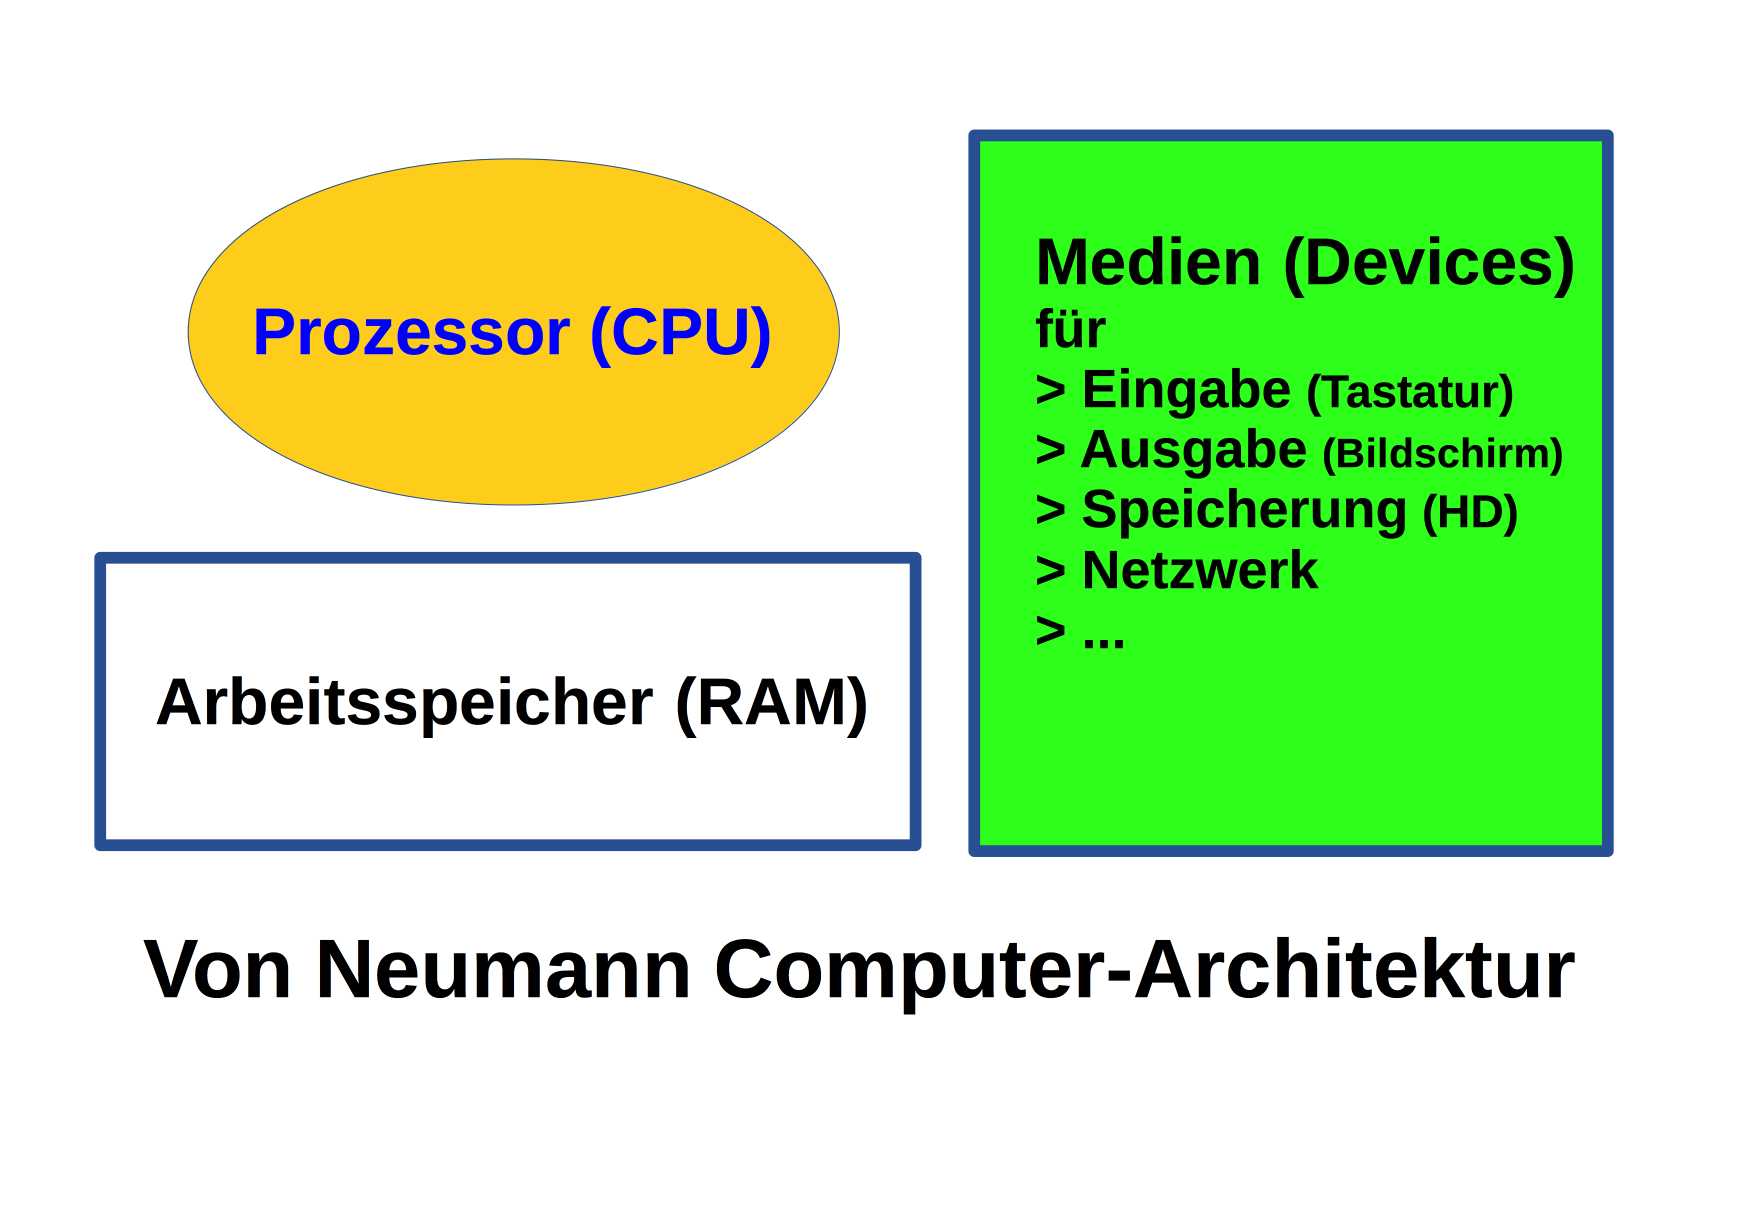 Prozessor (CPU)
Arbeitsspeicher (RAM)
Medien (Devices)
für
> Eingabe (Tastatur)
> Ausgabe (Bildschirm)
> Speicherung (HD)
> Netzwerk
> ...
Von Neumann Computer-Architektur